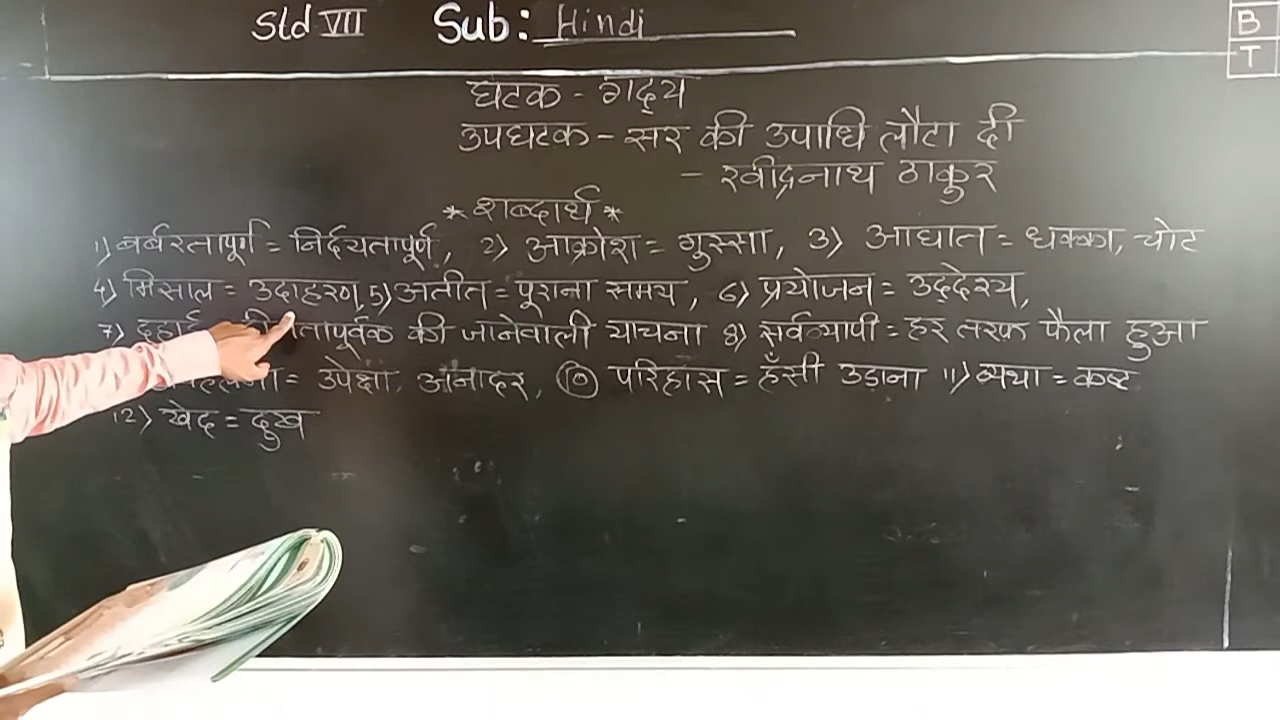 Std VII Sub: Hindi
B
T
घटक - गद्य
उपघटक - सर की उपाधि लौटा दी
- रवींद्रनाथ ठाकुर
* शब्दार्थ *
1) बर्बरतापूर्ण = निर्दयतापूर्ण, 2) आक्रोश = गुस्सा, 3) आघात = धक्का, चोट
4) मिसाल = उदाहरण, 5) अतीत = पूराना समय, 6) प्रयोजन = उद्देश्य,
7) की जानेवाली याचना 8) सर्वव्यापी = हर तरफ फैला हुआ
= उपेक्षा, अनादर, 10 परिहास = हँसी उड़ाना 11) व्यथा = कष्ट
12) खेद = दुख